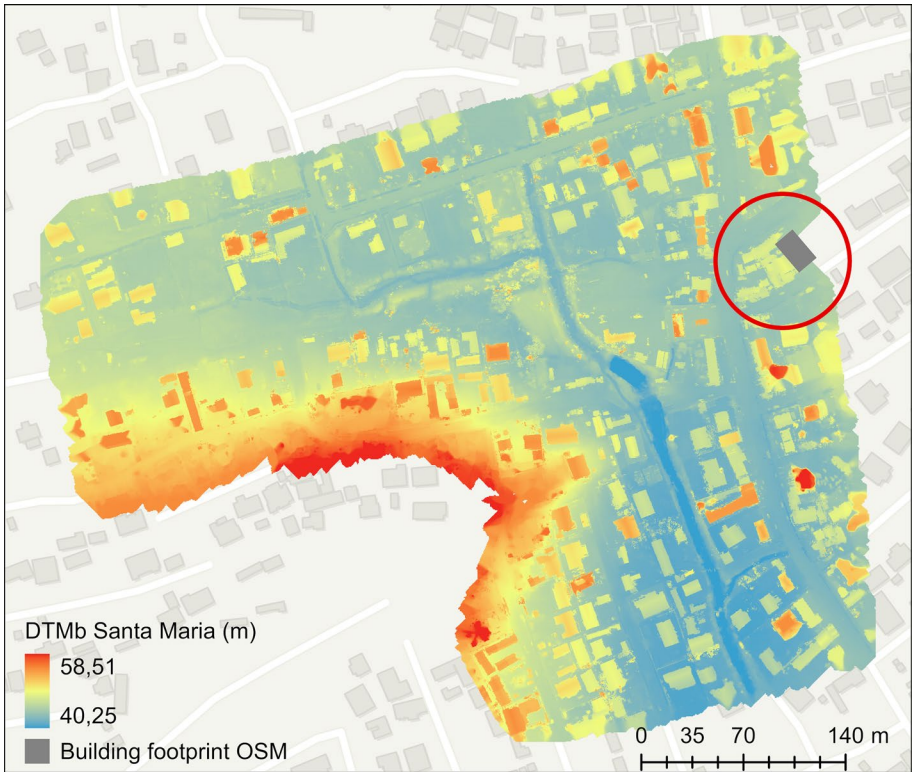 DTMb Santa Maria (m)
58,51
40,25
Building footprint OSM
0 35 70 140 m